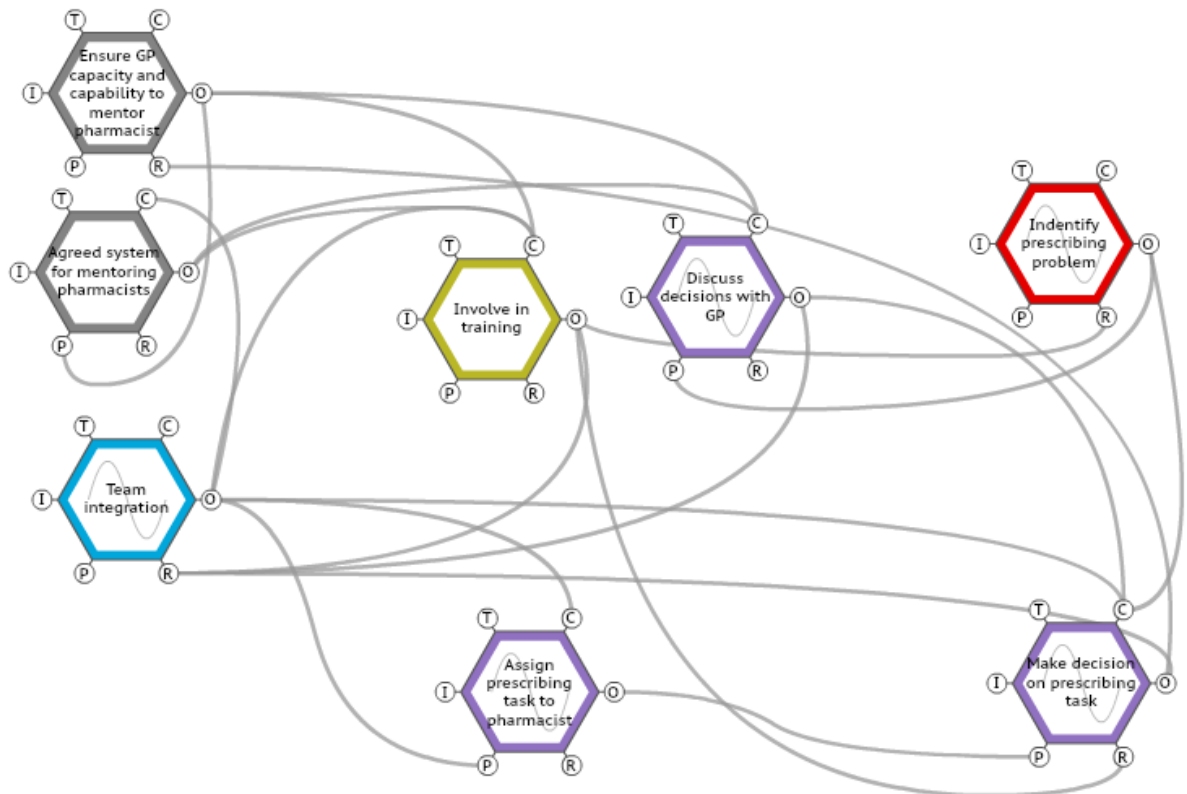 T C
Ensure GP
capacity and
capability to
mentor
pharmacist
I O
P R
T C
Agreed system
for mentoring
pharmacists
I O
P R
T C
Involve in
training
I O
P R
T C
Discuss
decisions with
GP
I O
P R
T C
Indentify
prescribing
problem
I O
P R
T C
Team
integration
I O
P R
T C
Assign
prescribing
task to
pharmacist
I O
P R
T C
Make decision
on prescribing
task
I O
P R